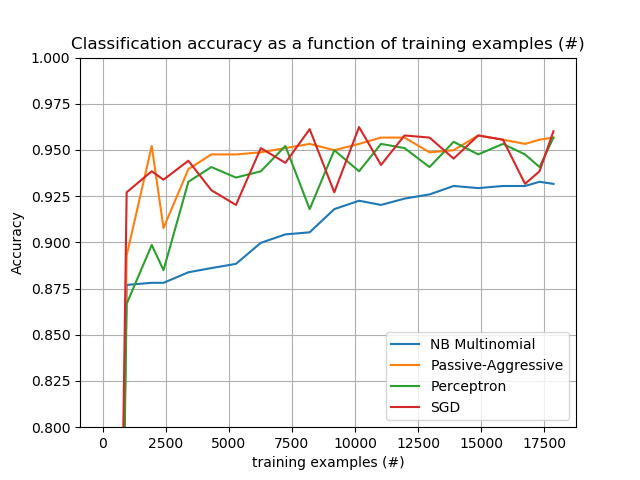 Classification accuracy as a function of training examples (#)
1.000
0.975
0.950
0.925
0.900
0.875
0.850
0.825
0.800
Accuracy
NB Multinomial
Passive-Aggressive
Perceptron
SGD
0 2500 5000 7500 10000 12500 15000 17500
training examples (#)